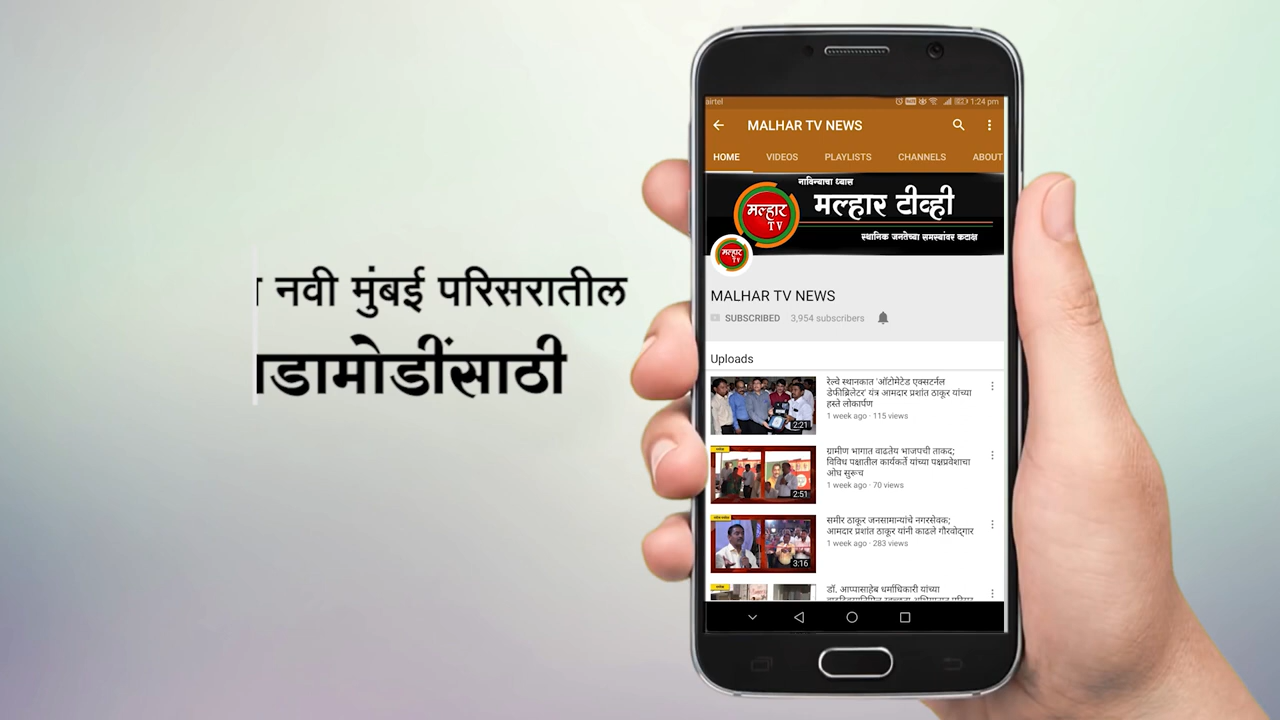 नवी मुंबई परिसरातील
डामोडींसाठी
airtel
1:24 pm
MALHAR TV NEWS
HOME VIDEOS PLAYLISTS CHANNELS ABOUT
नाविन्याचा ध्यास
मल्हार टीव्ही
स्थानिक जनतेच्या समस्यांवर कटाक्ष
मल्हार
TV
मल्हार
TV
MALHAR TV NEWS
SUBSCRIBED 3,954 subscribers
Uploads
रेल्वे स्थानकात 'ऑटोमेटेड एक्सटर्नल
डेफीब्रिलेटर' यंत्र आमदार प्रशांत ठाकूर यांच्या
हस्ते लोकार्पण
1 week ago · 115 views
2:21
ग्रामीण भागात वाढतेय भाजपची ताकद;
विविध पक्षातील कार्यकर्ते यांच्या पक्षप्रवेशाचा
ओघ सुरूच
1 week ago · 70 views
2:51
समीर ठाकूर जनसामान्यांचे नगरसेवक;
आमदार प्रशांत ठाकूर यांनी काढले गौरवोद्गार
1 week ago · 283 views
3:16
डॉ. आप्पासाहेब धर्माधिकारी यांच्या